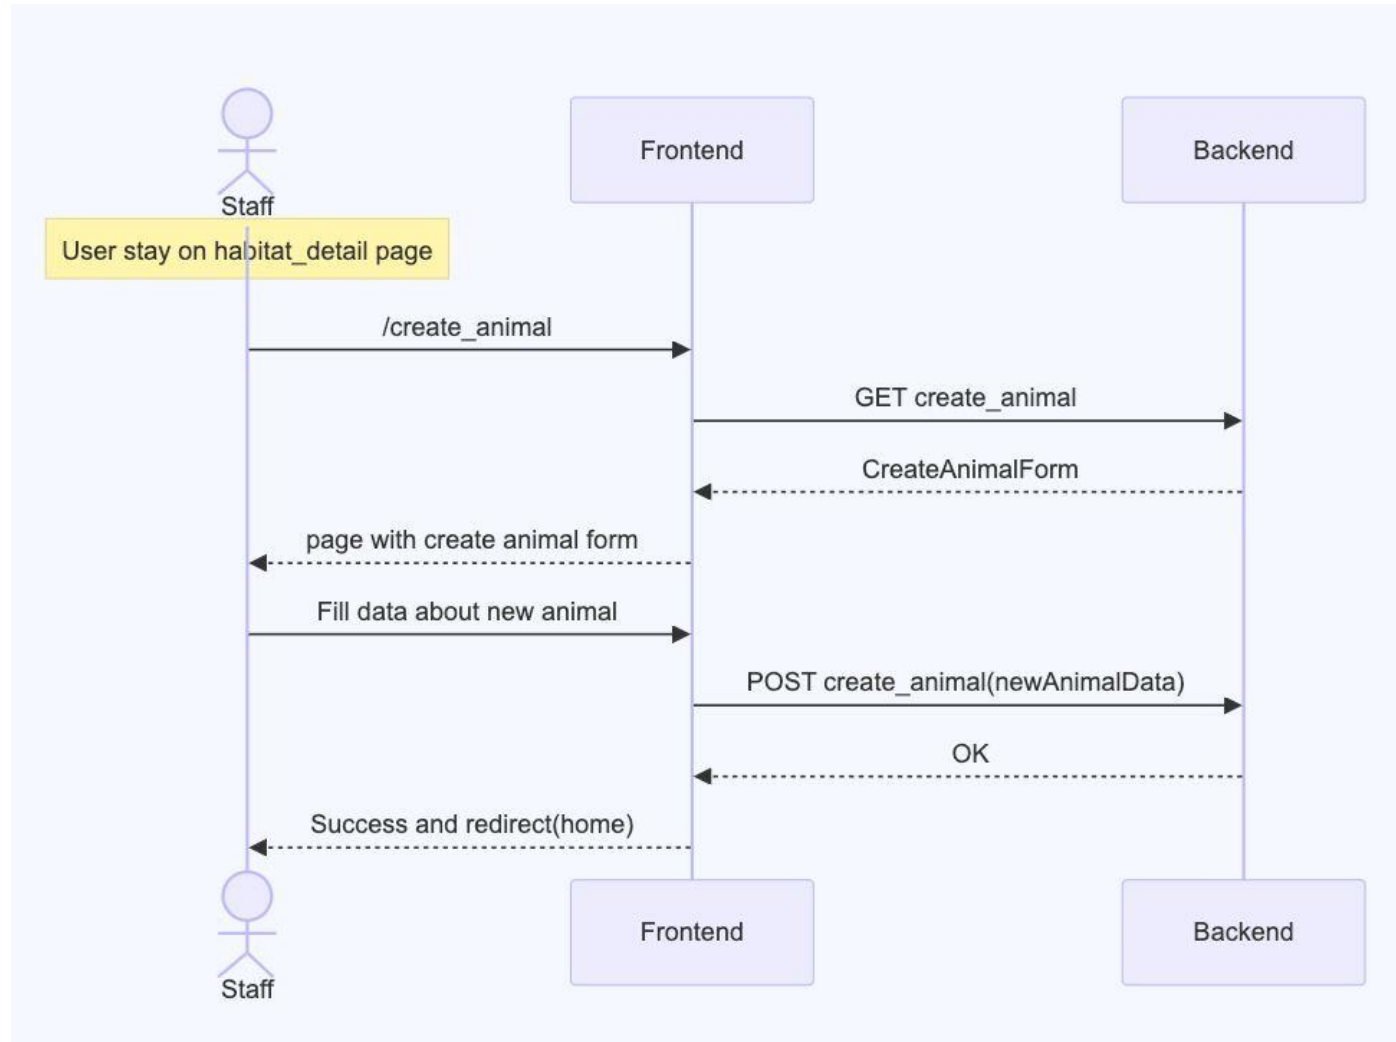 Staff
Frontend
Backend
User stay on habitat_detail page
/create_animal
GET create_animal
CreateAnimalForm
page with create animal form
Fill data about new animal
POST create_animal(newAnimalData)
OK
Success and redirect(home)
Staff
Frontend
Backend